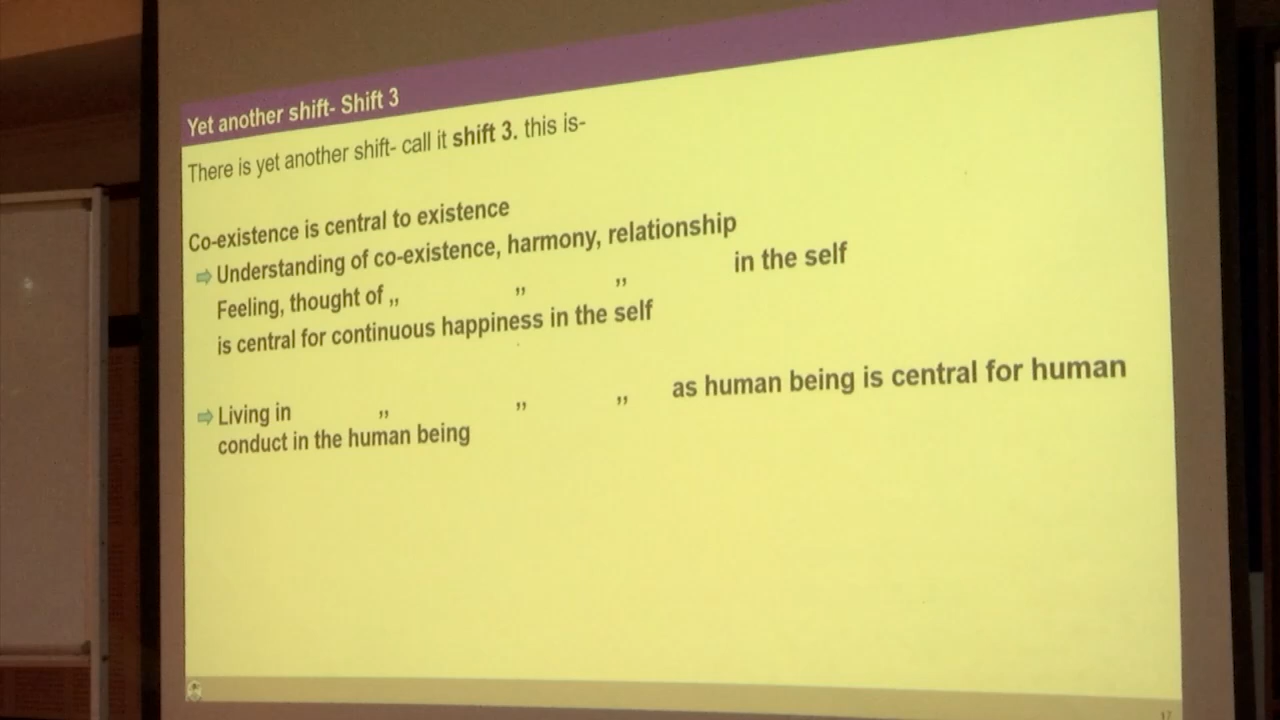 Yet another shift- Shift 3
There is yet another shift- call it shift 3. this is-
Co-existence is central to existence
⇨ Understanding of co-existence, harmony, relationship
Feeling, thought of „ „ „ in the self
is central for continuous happiness in the self
⇨ Living in „ „ „ as human being is central for human
conduct in the human being
17